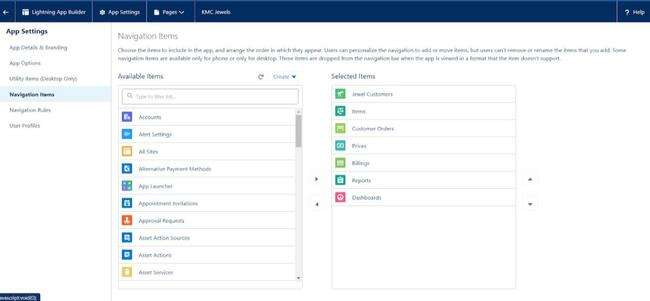 Lightning App Builder App Settings Pages KMC Jewels ? Help
App Settings
App Details & Branding
App Options
Utility Items (Desktop Only)
Navigation Items
Navigation Rules
User Profiles
Navigation Items
Choose the items to include in the app, and arrange the order in which they appear. Users can personalize the navigation to add or move items, but users can't remove or rename the items that you add. Some
navigation items are available only for phone or only for desktop. These items are dropped from the navigation bar when the app is viewed in a format that the item doesn't support.
Available Items Create
Type to filter list...
Accounts
Alert Settings
All Sites
Alternative Payment Methods
App Launcher
Appointment Invitations
Approval Requests
Asset Action Sources
Asset Actions
Asset Services
Selected Items
Jewel Customers
Items
Customer Orders
Prices
Billings
Reports
Dashboards
javascript:void(0);